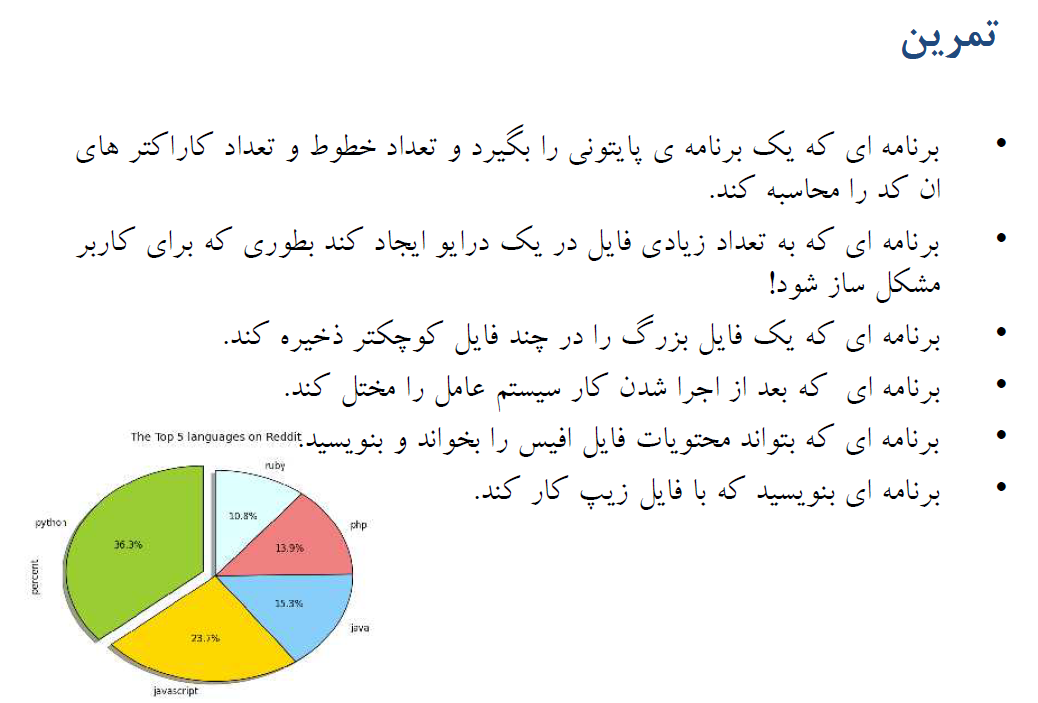 تمرین
• برنامه ای که یک برنامه ی پایتونی را بگیرد و تعداد خطوط و تعداد کاراکتر های
ان کد را محاسبه کند.
• برنامه ای که به تعداد زیادی فایل در یک درایو ایجاد کند بطوری که برای کاربر
مشکل ساز شود!
• برنامه ای که یک فایل بزرگ را در چند فایل کوچکتر ذخیره کند.
• برنامه ای که بعد از اجرا شدن کار سیستم عامل را مختل کند.
• برنامه ای که بتواند محتویات فایل افیس را بخواند و بنویسید.
• برنامه ای بنویسید که با فایل زیپ کار کند.
The Top 5 languages on Reddit
ruby
10.8%
php
13.9%
python
36.3%
percent
15.3%
java
23.7%
javascript